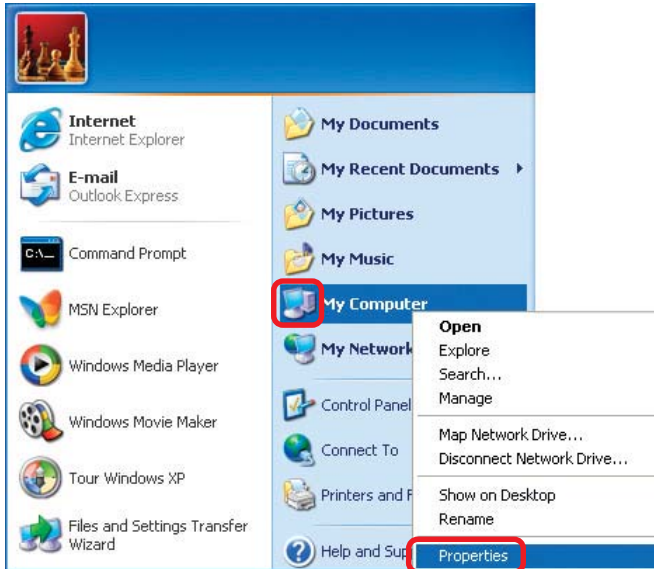 Internet
Internet Explorer
E-mail
Outlook Express
C:\_
Command Prompt
MSN Explorer
Windows Media Player
Windows Movie Maker
Tour Windows XP
Files and Settings Transfer
Wizard
My Documents
My Recent Documents
My Pictures
My Music
My Computer
My Network
Control Panel
Connect To
Printers and F
Help and Sup
Open
Explore
Search...
Manage
Map Network Drive...
Disconnect Network Drive...
Show on Desktop
Rename
Properties